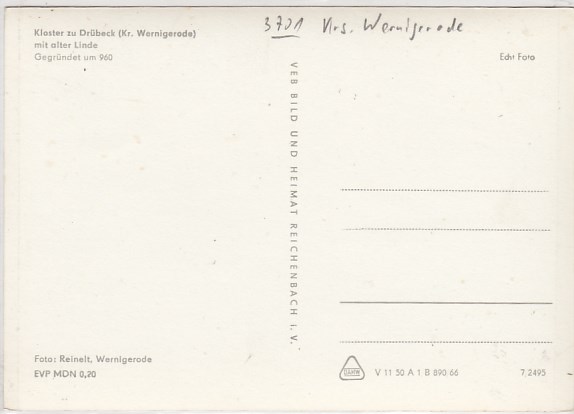 3701 Krs. Wernigerode
Kloster zu Drübeck (Kr. Wernigerode)
mit alter Linde
Gegründet um 960
Echt Foto
VEB BILD UND HEIMAT REICHENBACH I. V.
Foto: Reinelt, Wernigerode
EVP MDN 0,20
V 11 50 A 1 B 890 66
7.2495